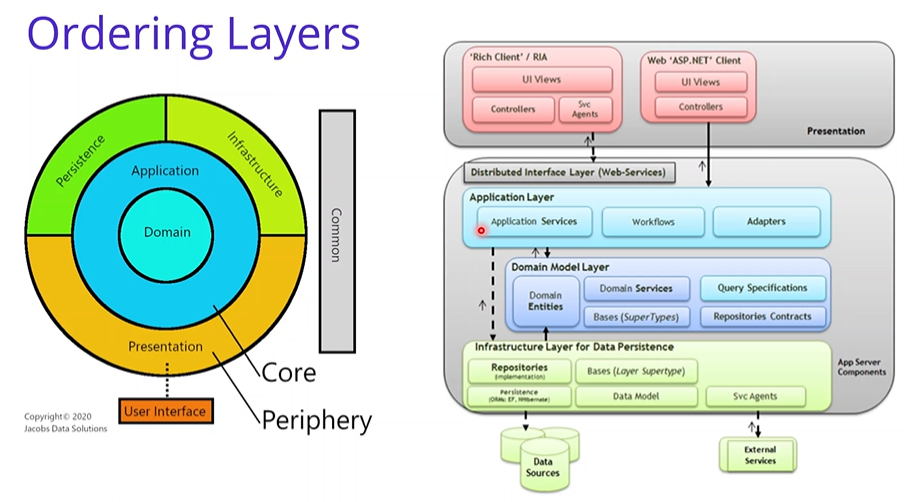 Ordering Layers
Persistence
Infrastructure
Application
Domain
Presentation
User Interface
Common
Core
Periphery
Copyright© 2020
Jacobs Data Solutions
'Rich Client' / RIA
UI Views
Controllers
Svc
Agents
Web 'ASP.NET' Client
UI Views
Controllers
Presentation
Distributed Interface Layer (Web-Services)
Application Layer
Application Services
Workflows
Adapters
Domain Model Layer
Domain
Entities
Domain Services
Query Specifications
Bases (SuperTypes)
Repositories Contracts
Infrastructure Layer for Data Persistence
Repositories
(Implementation)
Bases (Layer Supertype)
Persistence
(ORMs: EF, NHibernate)
Data Model
Svc Agents
App Server
Components
Data
Sources
External
Services